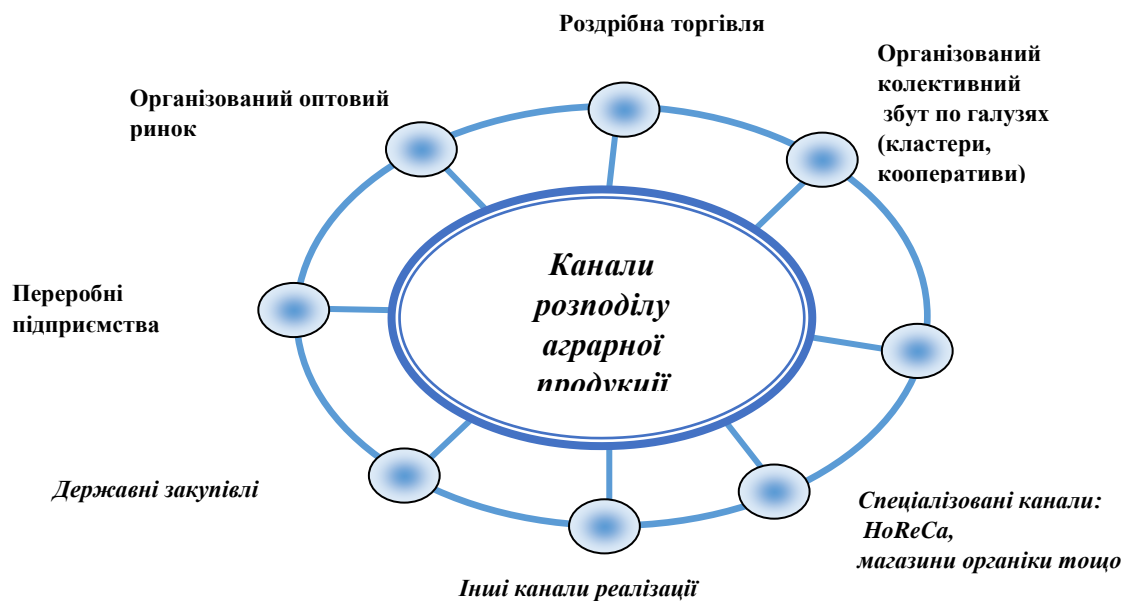 Роздрібна торгівля
Організований
колективний
збут по галузях
(кластери,
кооперативи)
Організований оптовий
ринок
Канали
розподілу
аграрної
продукції
Переробні
підприємства
Державні закупівлі
Спеціалізовані канали:
HoReCa,
магазини органіки тощо
Інші канали реалізації